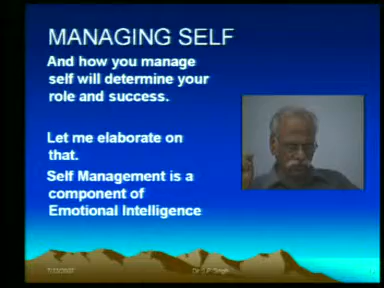 MANAGING SELF
And how you manage
self will determine your
role and success.
Let me elaborate on
that.
Self Management is a
component of
Emotional Intelligence